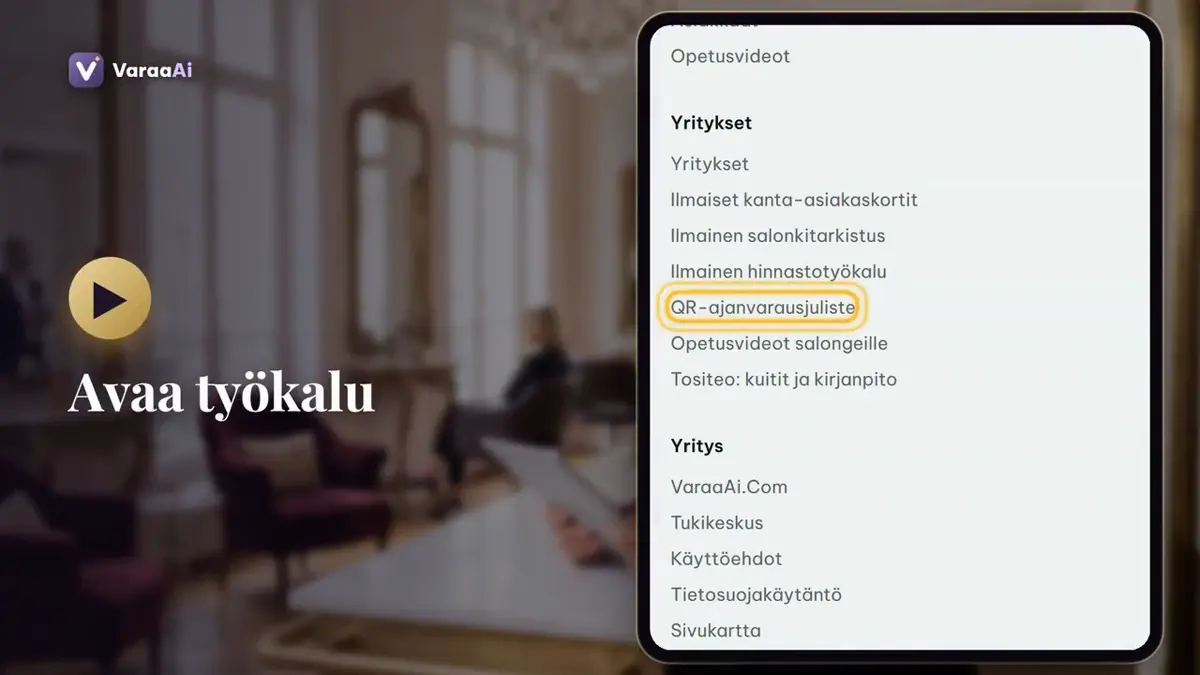 VaraaAi
Avaa työkalu
Opetusvideot
Yritykset
Yritykset
Ilmaiset kanta-asiakaskortit
Ilmainen salonkitarkistus
Ilmainen hinnastotyökalu
QR-ajanvarausjuliste
Opetusvideot salongeille
Tositeo: kuitit ja kirjanpito
Yritys
VaraaAi.Com
Tukikeskus
Käyttöehdot
Tietosuojakäytäntö
Sivukartta